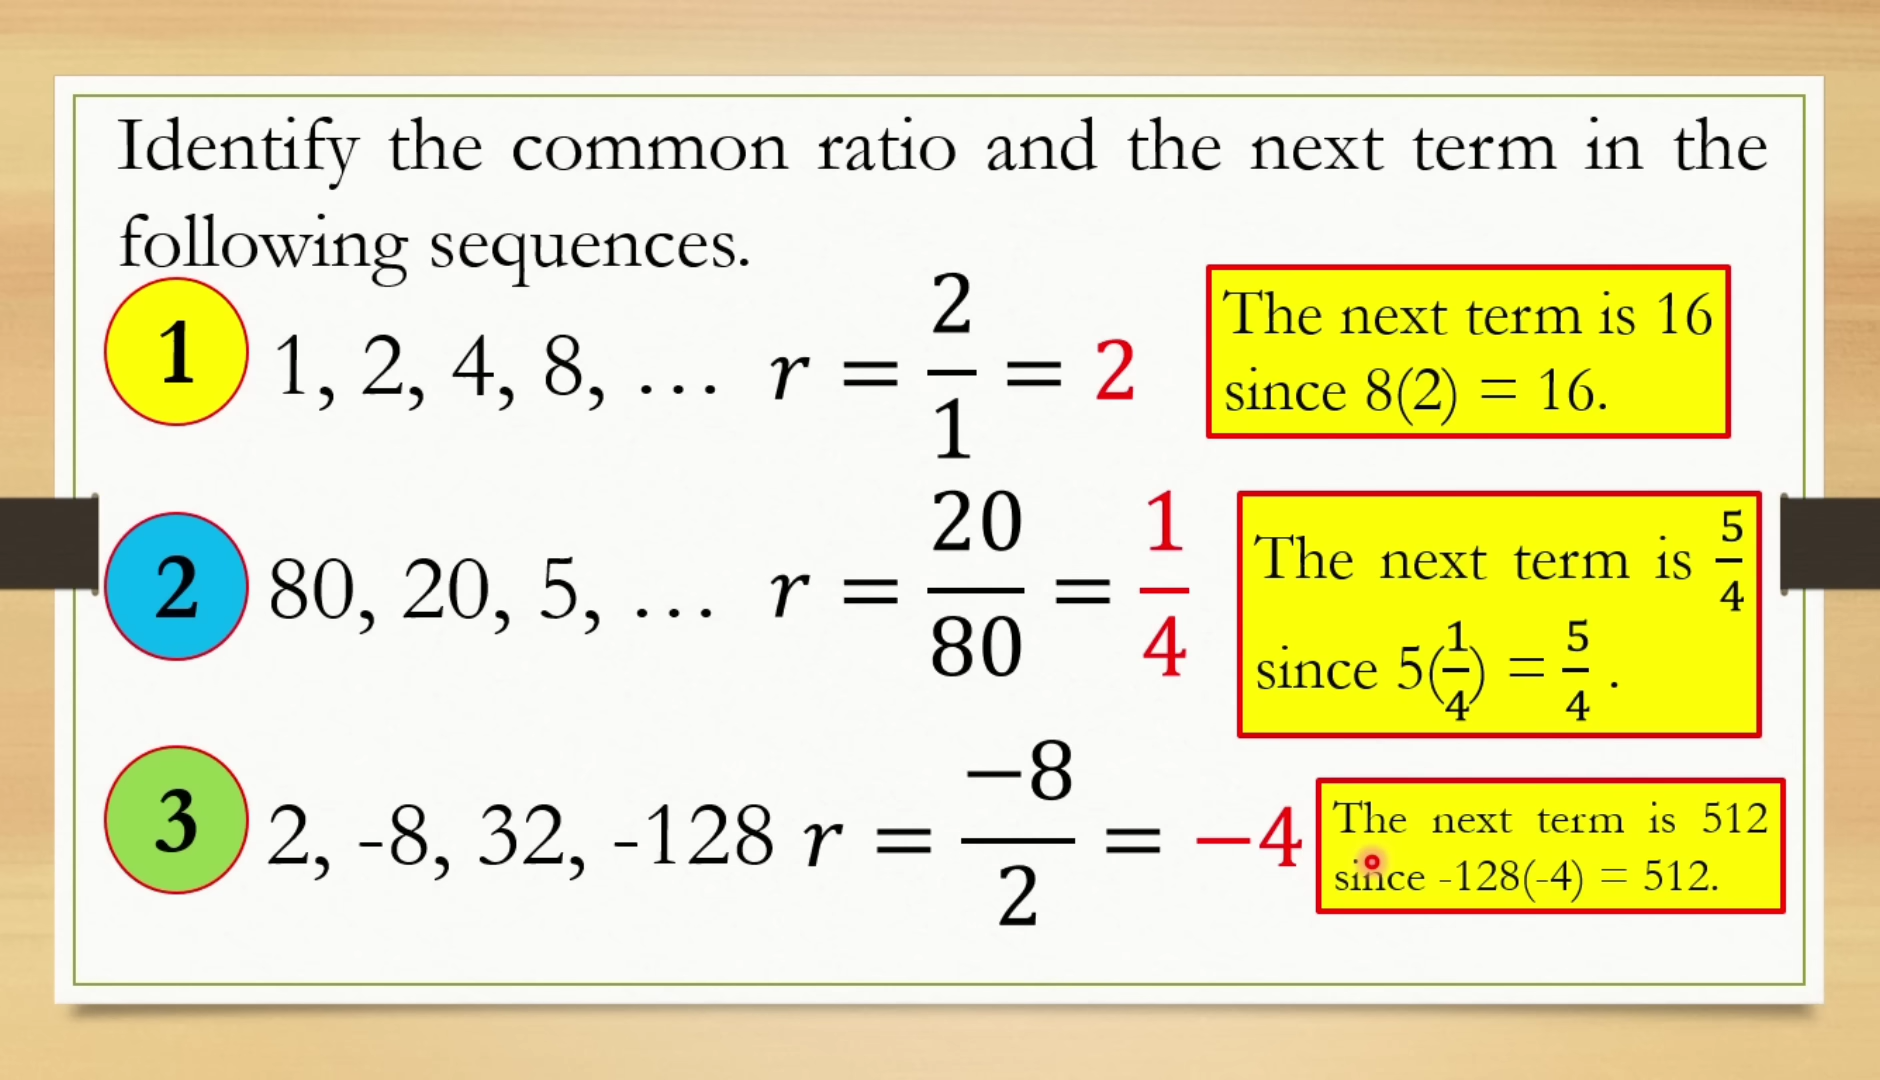 Identify the common ratio and the next term in the
following sequences.
1 1, 2, 4, 8, … r = 2/1 = 2
The next term is 16
since 8(2) = 16.
2 80, 20, 5, … r = 20/80 = 1/4
The next term is 5/4
since 5(1/4) = 5/4 .
3 2, -8, 32, -128 r = −8/2 = −4
The next term is 512
since -128(-4) = 512.